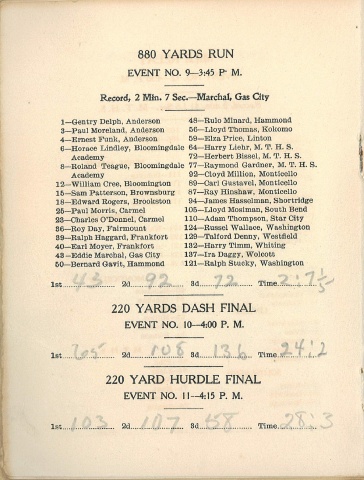 880 YARDS RUN
EVENT NO. 9—3:45 P M.
Record, 2 Min. 7 Sec.—Marchal, Gas City
1—Gentry Delph, Anderson
3—Paul Moreland, Anderson
4—Ernest Funk, Anderson
6—Horace Lindley, Bloomingdale
Academy
8—Roland Teague, Bloomingdale
Academy
12—William Cree, Bloomington
15—Sam Patterson, Brownsburg
18—Edward Rogers, Brookston
25—Paul Morris, Carmel
23—Charles O'Donnel, Carmel
36—Roy Day, Fairmount
39—Ralph Haggard, Frankfort
40—Earl Moyer, Frankfort
43—Eddie Marchal, Gas City
50—Bernard Gavit, Hammond
48—Rulo Minard, Hammond
56—Lloyd Thomas, Kokomo
59—Elza Price, Linton
64—Harry Liehr, M. T. H. S.
72—Herbert Bissel, M. T. H. S.
77—Raymond Gardner, M. T. H. S.
92—Cloyd Million, Monticello
89—Carl Gustavel, Monticello
87—Ray Hinshaw, Monticello
94—James Hasselman, Shortridge
105—Lloyd Mosiman, South Bend
110—Adam Thompson, Star City
124—Russel Wallace, Washington
129—Talford Denny, Westfield
132—Harry Timm, Whiting
137—Ira Daggy, Wolcott
121—Ralph Stucky, Washington
1st 43 2d 92 3d 72 Time 2:7 1/5
220 YARDS DASH FINAL
EVENT NO. 10—4:00 P. M.
1st 65 2d 108 3d 136 Time 24:2
220 YARD HURDLE FINAL
EVENT NO. 11—4:15 P. M.
1st 103 2d 107 3d 58 Time 28:3